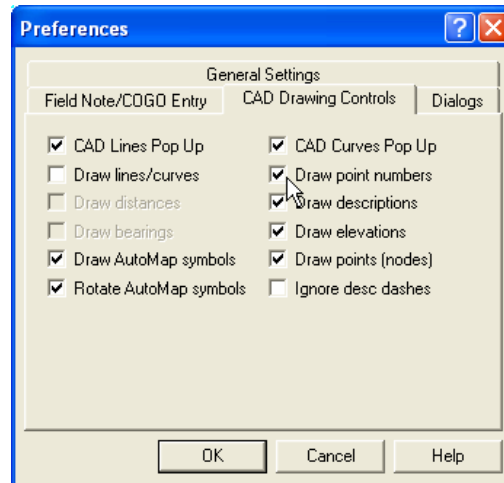 Preferences
General Settings
Field Note/COGO Entry
CAD Drawing Controls
Dialogs
CAD Lines Pop Up
CAD Curves Pop Up
Draw lines/curves
Draw point numbers
Draw distances
Draw descriptions
Draw bearings
Draw elevations
Draw AutoMap symbols
Draw points (nodes)
Rotate AutoMap symbols
Ignore desc dashes
OK
Cancel
Help